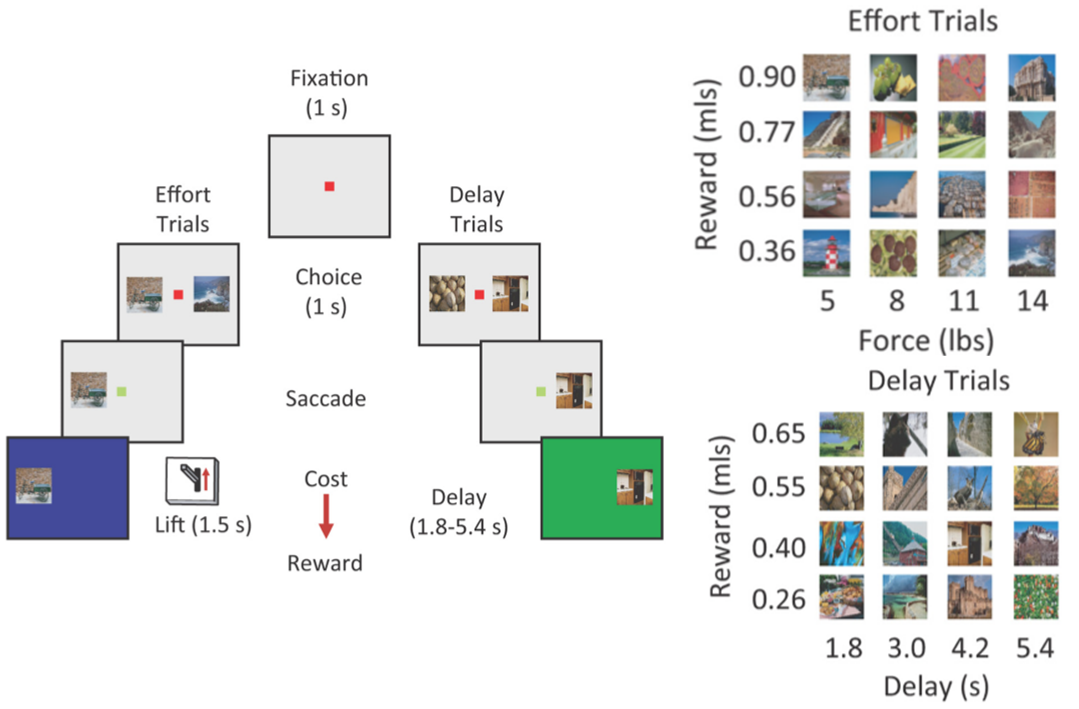 Fixation
(1 s)
Effort
Trials
Delay
Trials
Choice
(1 s)
Saccade
Cost
Reward
Lift (1.5 s)
Delay
(1.8-5.4 s)
Effort Trials
Reward (mls)
0.90
0.77
0.56
0.36
5 8 11 14
Force (lbs)
Delay Trials
Reward (mls)
0.65
0.55
0.40
0.26
1.8 3.0 4.2 5.4
Delay (s)